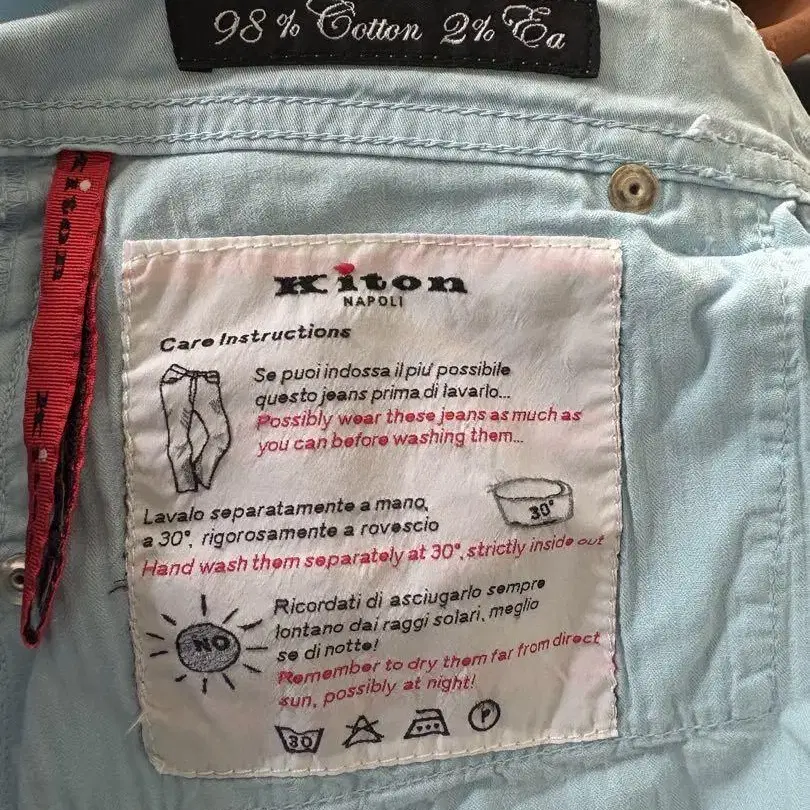 98% Cotton 2% Ea
Kiton
K
Kiton
NAPOLI
Care Instructions
Se puoi indossa il piu' possibile
questo jeans prima di lavarlo...
Possibly wear these jeans as much as
you can before washing them...
Lavalo separatamente a mano,
a 30°, rigorosamente a rovescio
30°
Hand wash them separately at 30°, strictly inside out
Ricordati di asciugarlo sempre
lontano dai raggi solari, meglio
se di notte!
NO
Remember to dry them far from direct
sun, possibly at night!
30 P